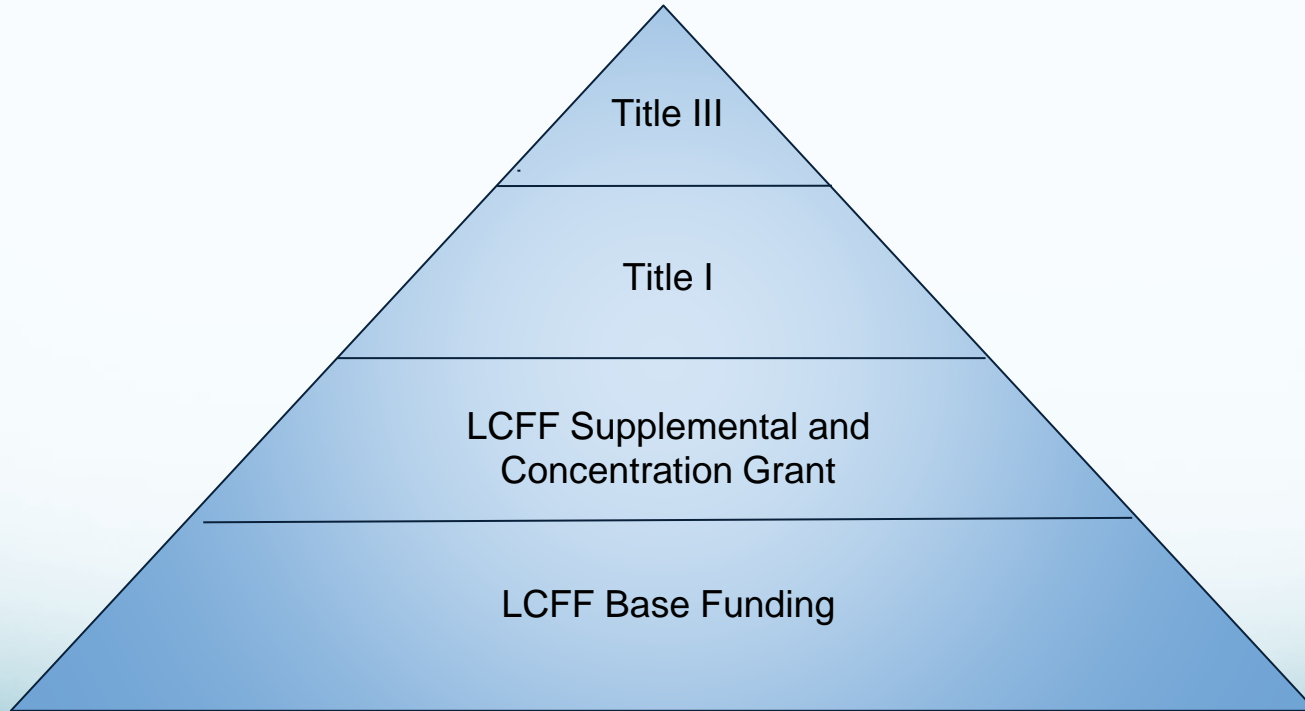 Title III
Title I
LCFF Supplemental and
Concentration Grant
LCFF Base Funding